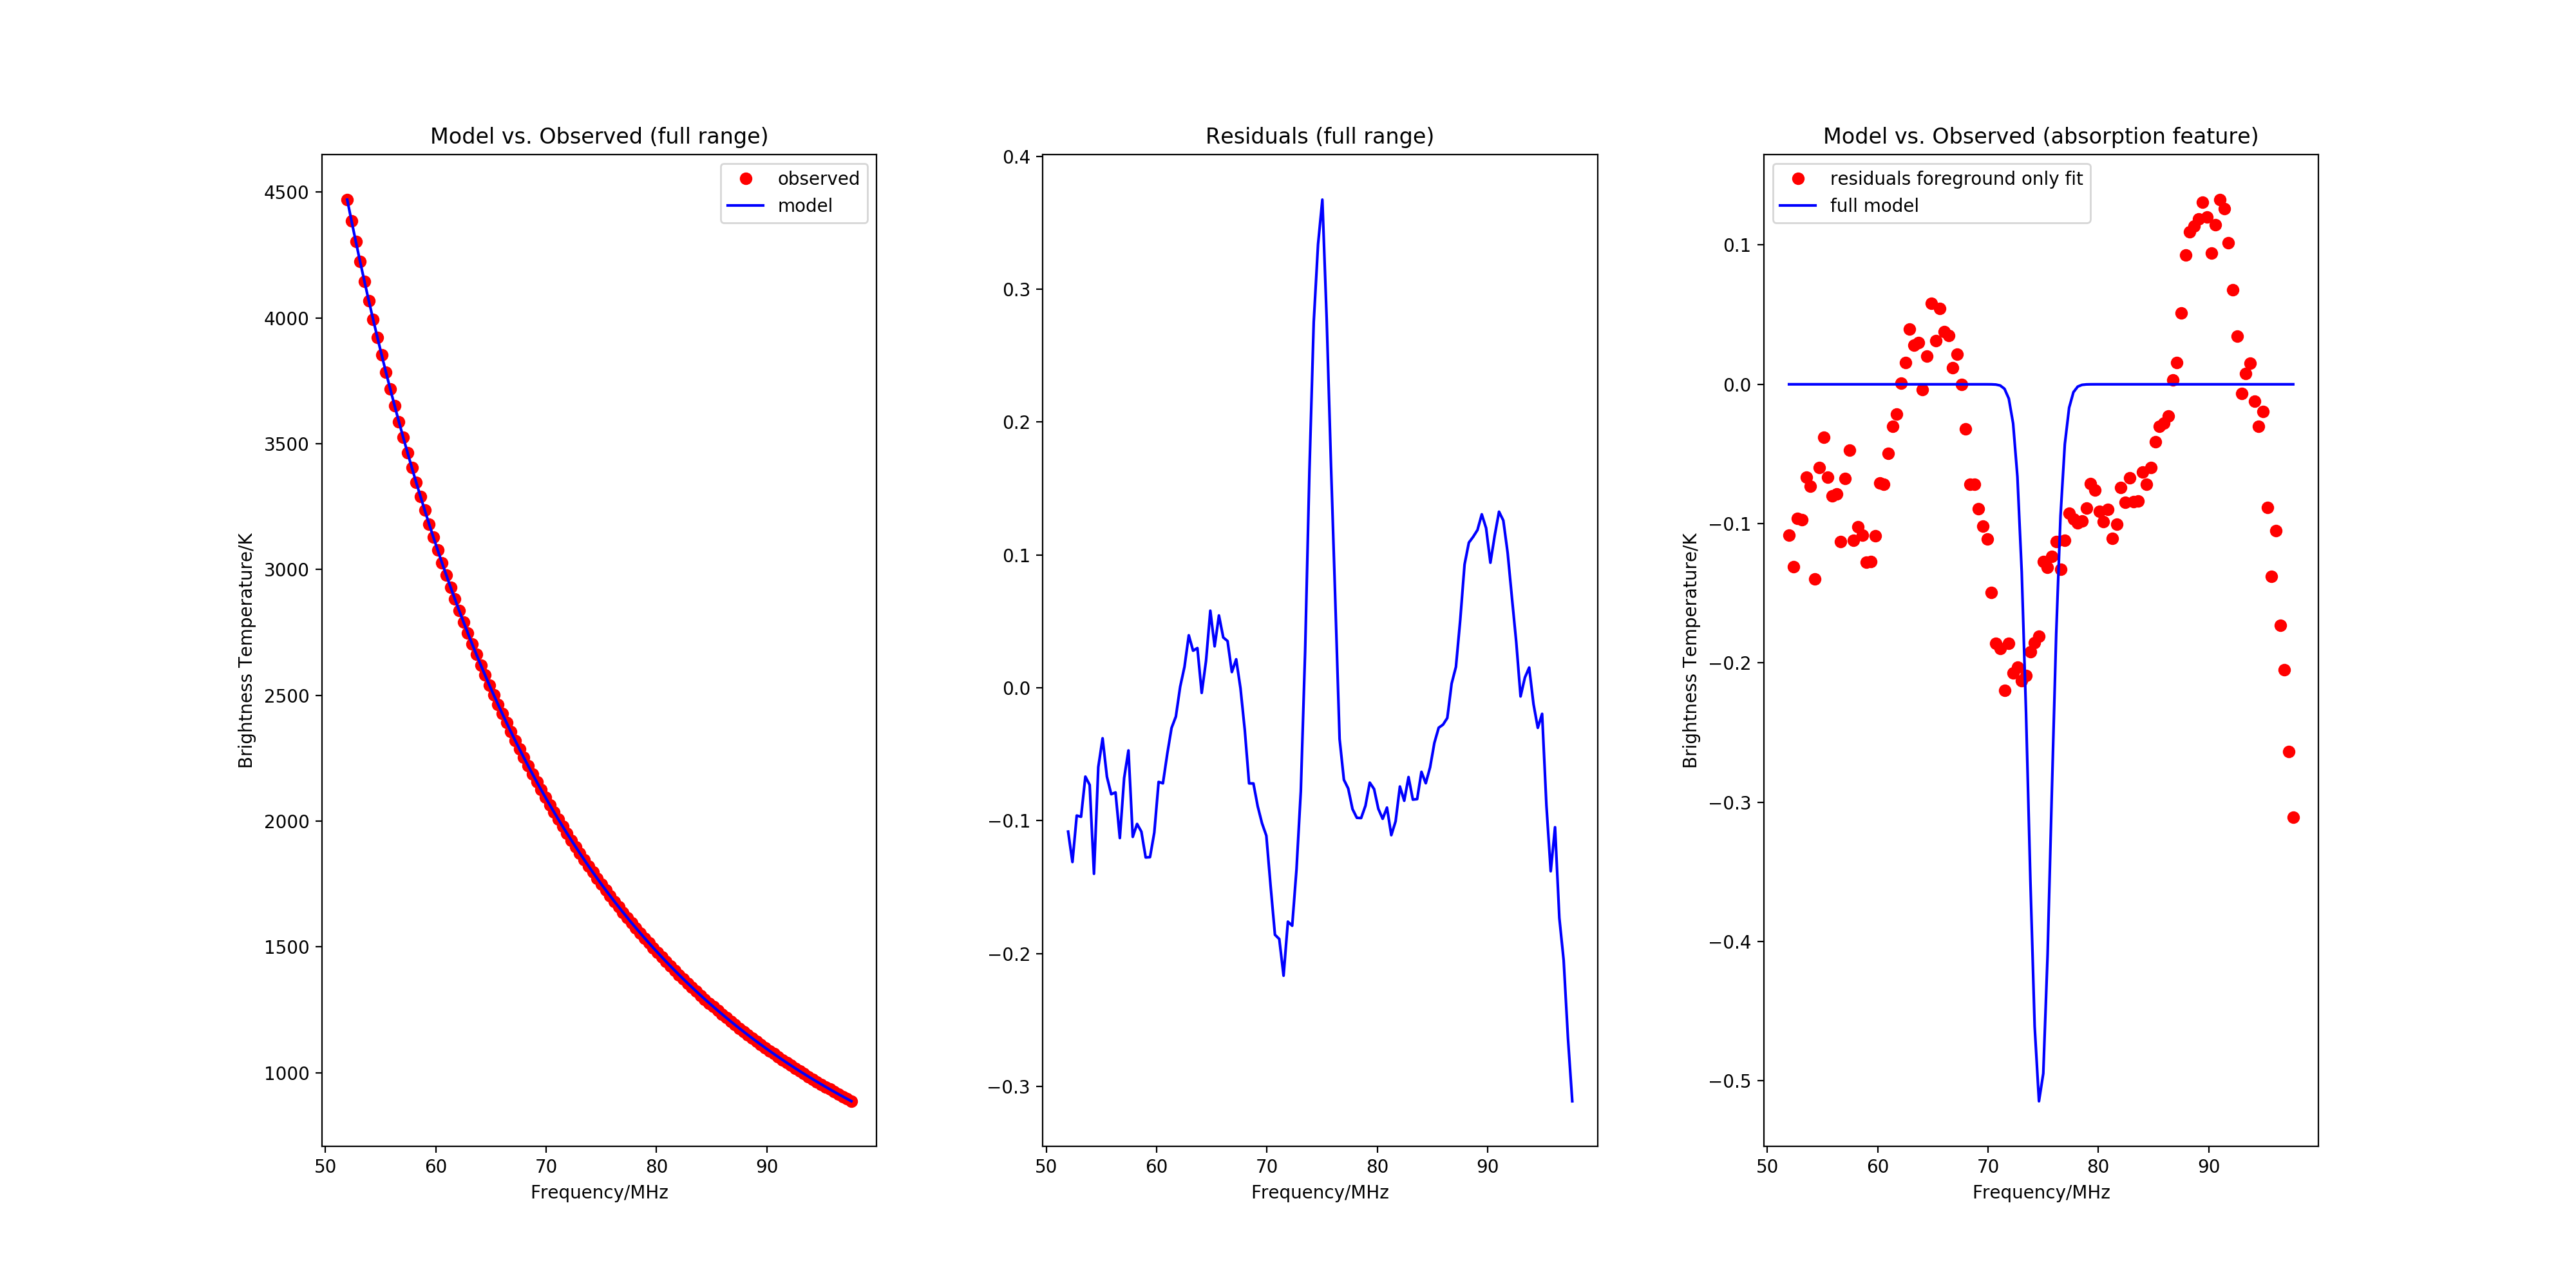 Model vs. Observed (full range)
observed
model
4500
4000
3500
3000
2500
2000
1500
1000
Brightness Temperature/K
50 60 70 80 90
Frequency/MHz
Residuals (full range)
0.4
0.3
0.2
0.1
0.0
−0.1
−0.2
−0.3
50 60 70 80 90
Frequency/MHz
Model vs. Observed (absorption feature)
residuals foreground only fit
full model
0.1
0.0
−0.1
−0.2
−0.3
−0.4
−0.5
Brightness Temperature/K
50 60 70 80 90
Frequency/MHz